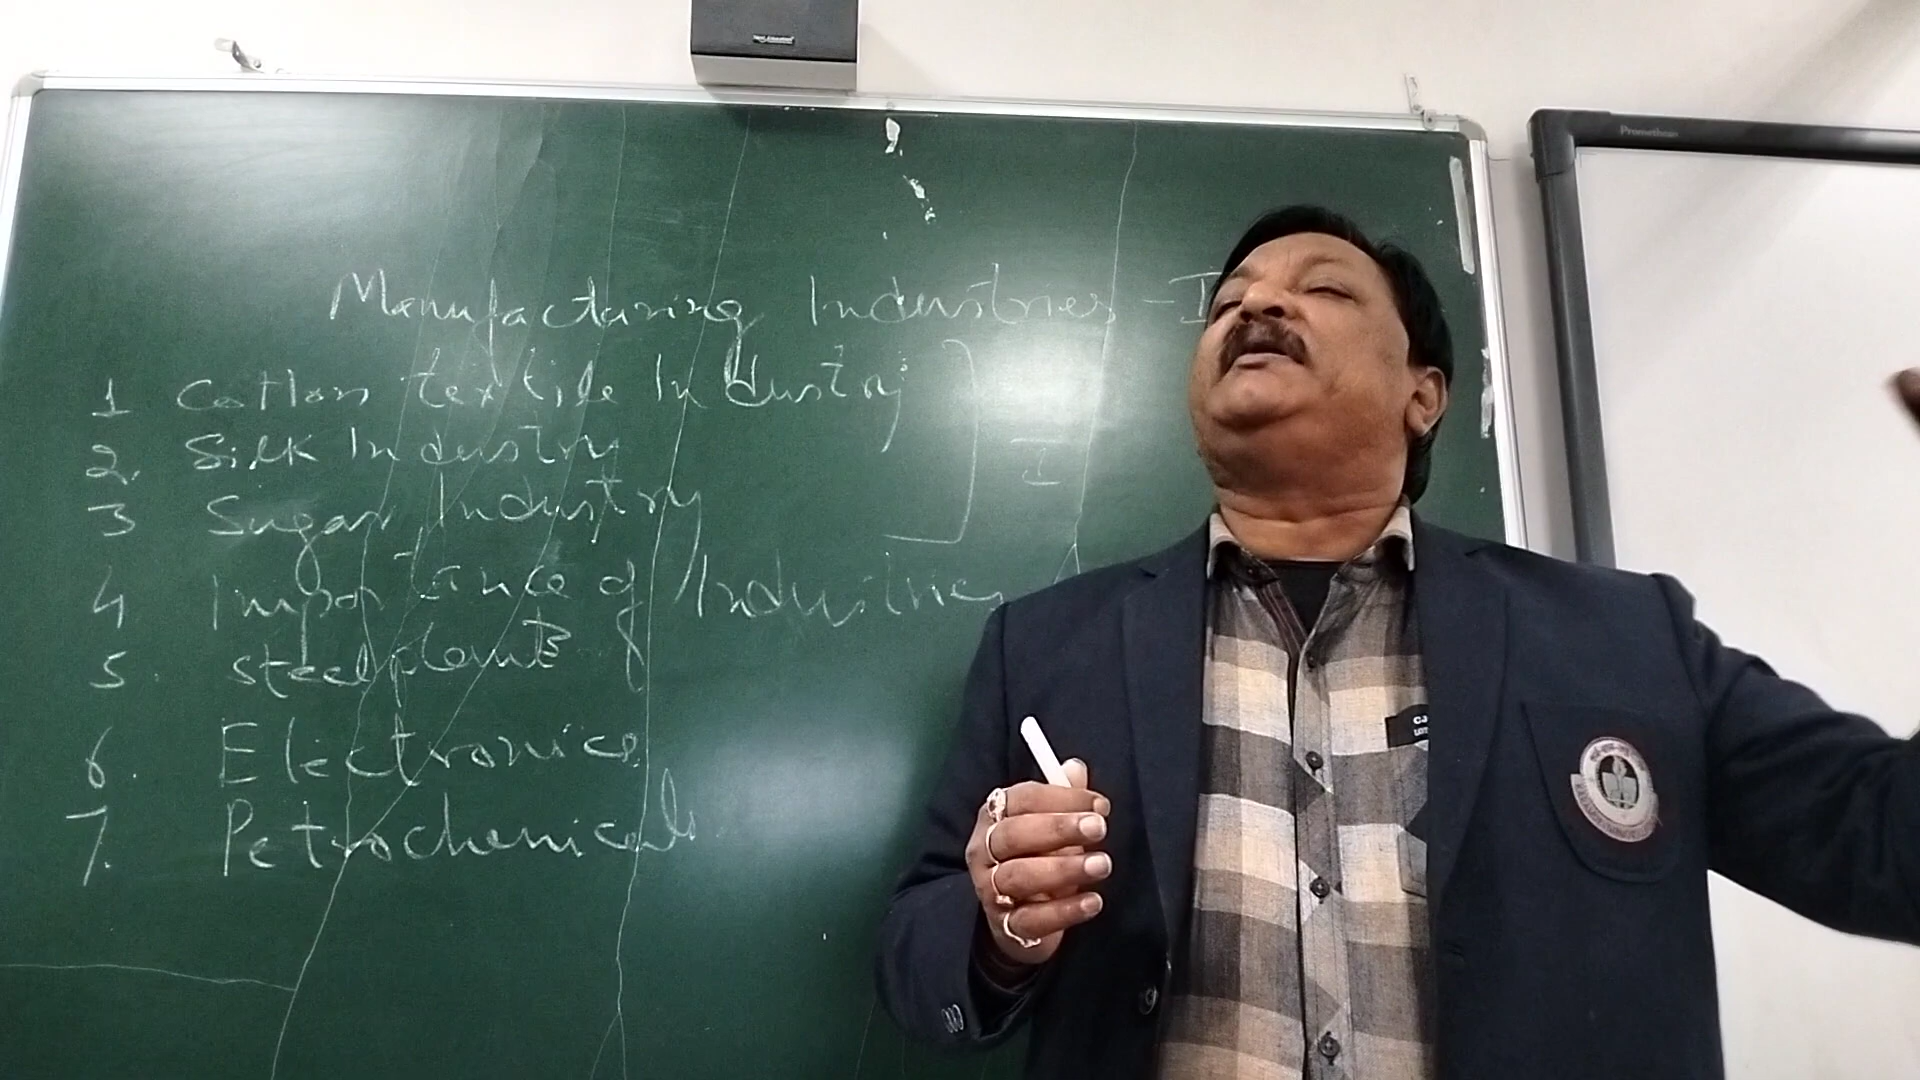 Promethean
Manufacturing Industries - I
1 Cotton textile Industry
2. Silk Industry
3 Sugar Industry
I
4 Importance of Industries
5. steel plants
6. Electronics
7. Petrochemicals